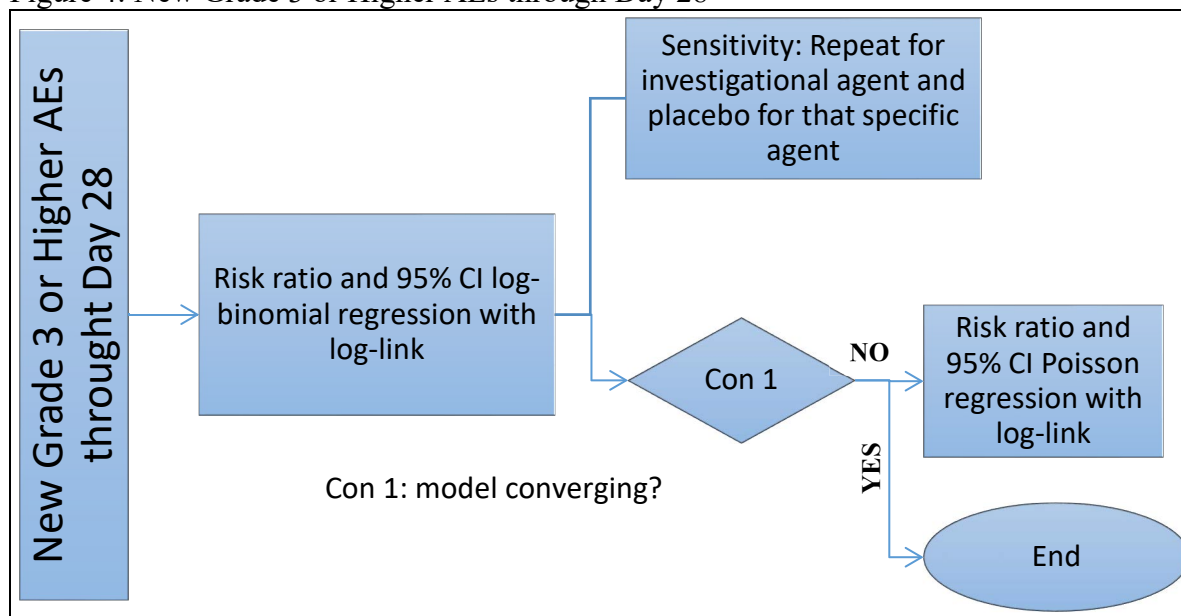 Figure 4: New Grade 3 or Higher AEs through Day 28
New Grade 3 or Higher AEs
throught Day 28
Risk ratio and 95% CI log-
binomial regression with
log-link
Sensitivity: Repeat for
investigational agent and
placebo for that specific
agent
Con 1
NO
YES
Risk ratio and
95% CI Poisson
regression with
log-link
End
Con 1: model converging?